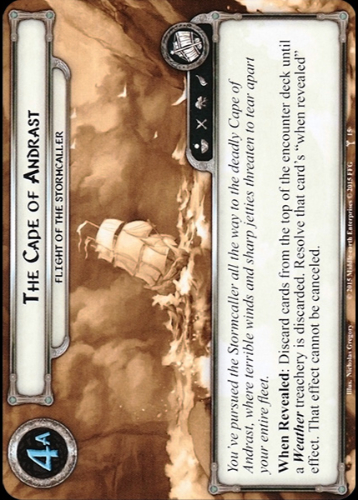 4A
THE CAPE OF ANDRAST
FLIGHT OF THE STORMCALLER
You've pursued the Stormcaller all the way to the deadly Cape of
Andrast, where terrible winds and sharp jetties threaten to tear apart
your entire fleet.
When Revealed: Discard cards from the top of the encounter deck until
a Weather treachery is discarded. Resolve that card's “when revealed”
effect. That effect cannot be canceled.
Illus. Nicholas Gregory © 2015 Middle-earth Enterprises © 2015 FFG 15